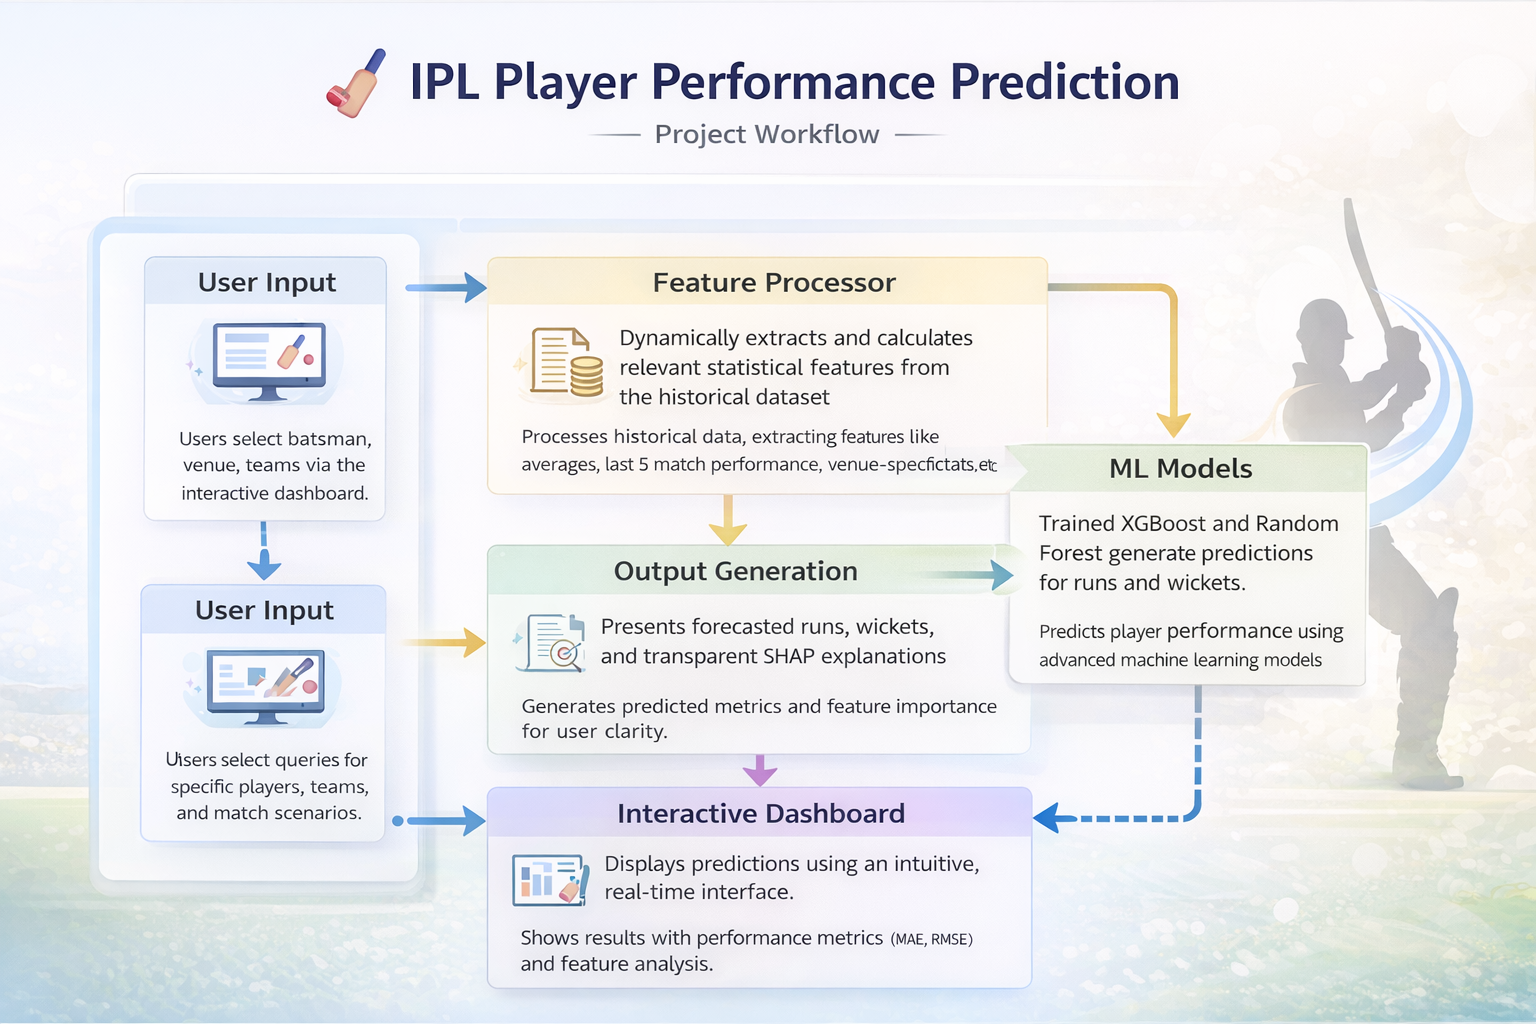 IPL Player Performance Prediction
Project Workflow
User Input
Users select batsman,
venue, teams via the
interactive dashboard.
User Input
Users select queries for
specific players, teams,
and match scenarios.
Feature Processor
Dynamically extracts and calculates
relevant statistical features from
the historical dataset
Processes historical data, extracting features like
averages, last 5 match performance, venue-specfictats,etc
ML Models
Trained XGBoost and Random
Forest generate predictions
for runs and wickets.
Predicts player performance using
advanced machine learning models
Output Generation
Presents forecasted runs, wickets,
and transparent SHAP explanations
Generates predicted metrics and feature importance
for user clarity.
Interactive Dashboard
Displays predictions using an intuitive,
real-time interface.
Shows results with performance metrics (MAE, RMSE)
and feature analysis.